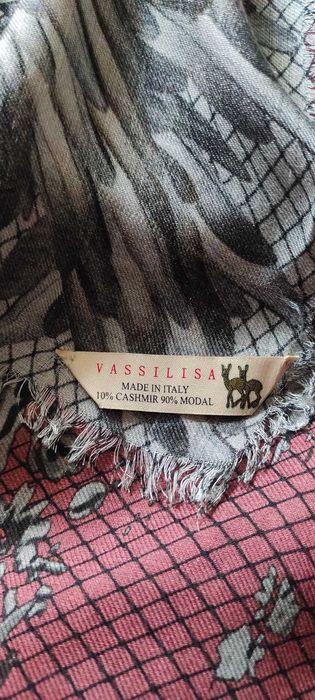 VASSILISA
MADE IN ITALY
10% CASHMIR 90% MODAL